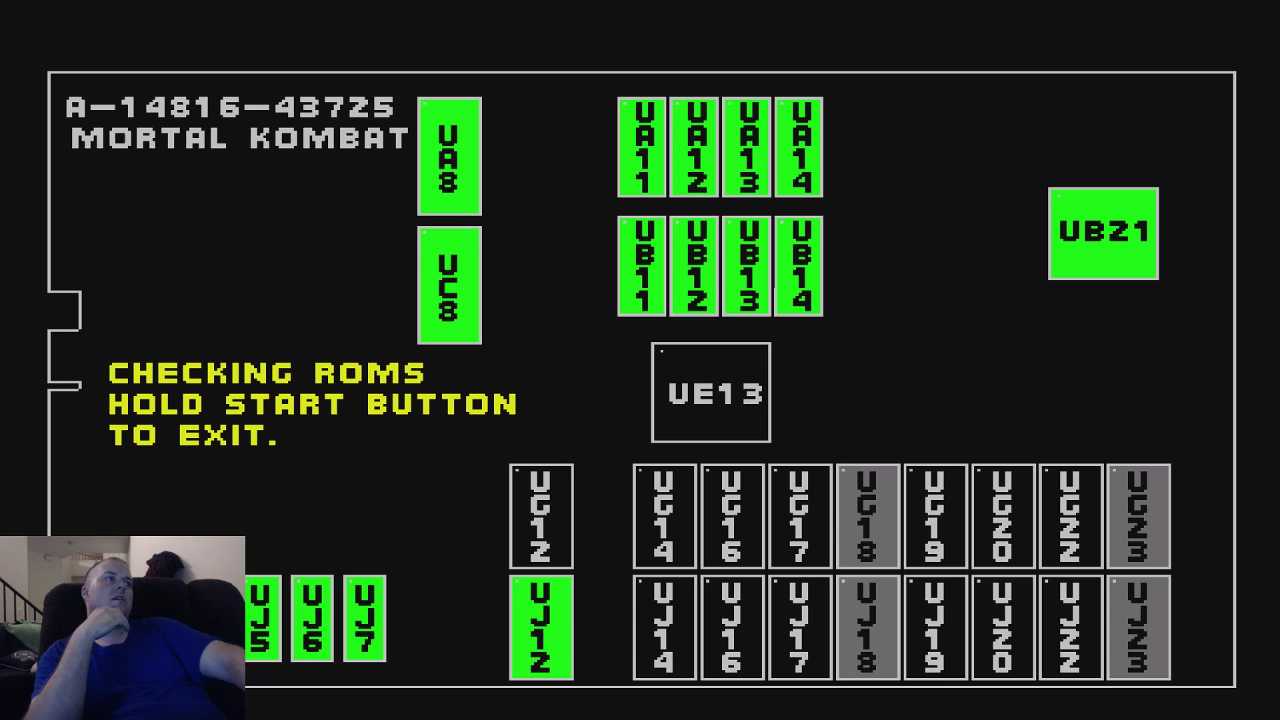 A-14816-43725
MORTAL KOMBAT
UA8
UA11
UA12
UA13
UA14
UC8
UB11
UB12
UB13
UB14
UB21
CHECKING ROMS
HOLD START BUTTON
TO EXIT.
UE13
UG12
UG14
UG16
UG17
UG18
UG19
UG20
UG22
UG23
UJ5
UJ6
UJ7
UJ12
UJ14
UJ16
UJ17
UJ18
UJ19
UJ20
UJ22
UJ23